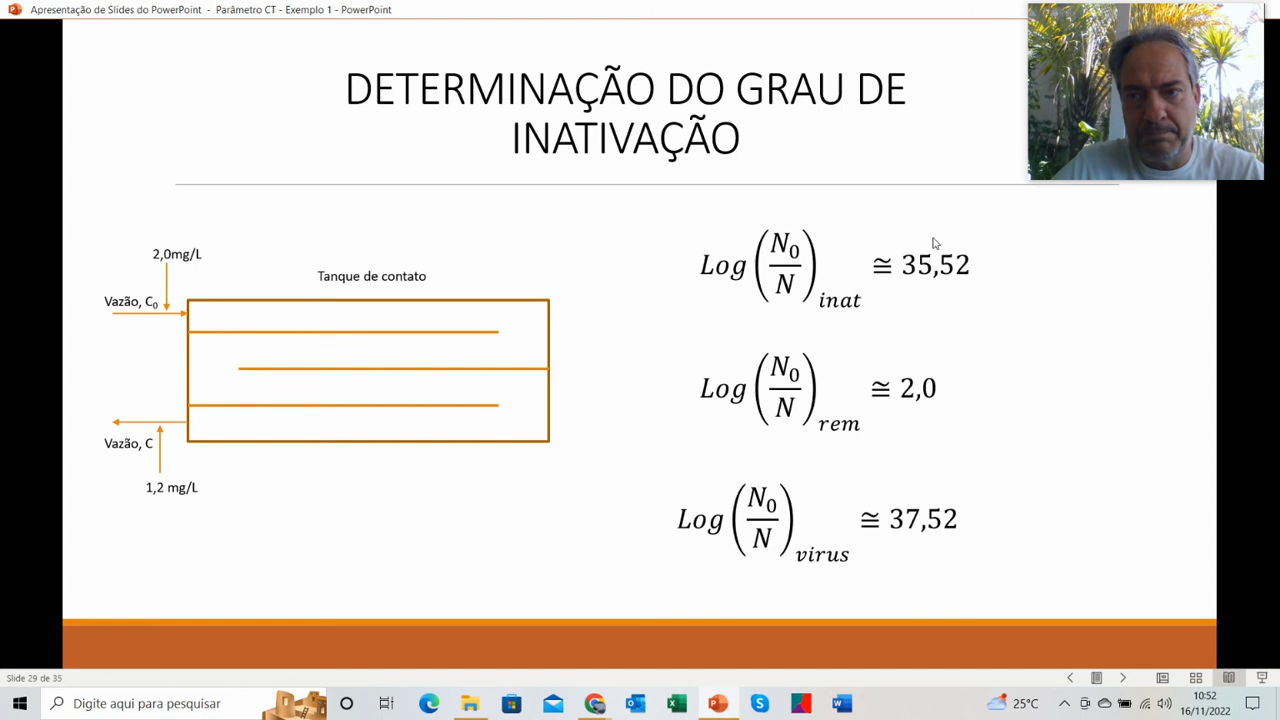 Apresentação de Slides do PowerPoint - Parâmetro CT - Exemplo 1 - PowerPoint
DETERMINAÇÃO DO GRAU DE
INATIVAÇÃO
2,0mg/L
Tanque de contato
Vazão, C₀
Vazão, C
1,2 mg/L
Log(N₀/N)inat ≅ 35,52
Log(N₀/N)rem ≅ 2,0
Log(N₀/N)virus ≅ 37,52
Slide 29 de 35
Digite aqui para pesquisar
25°C
10:52
16/11/2022